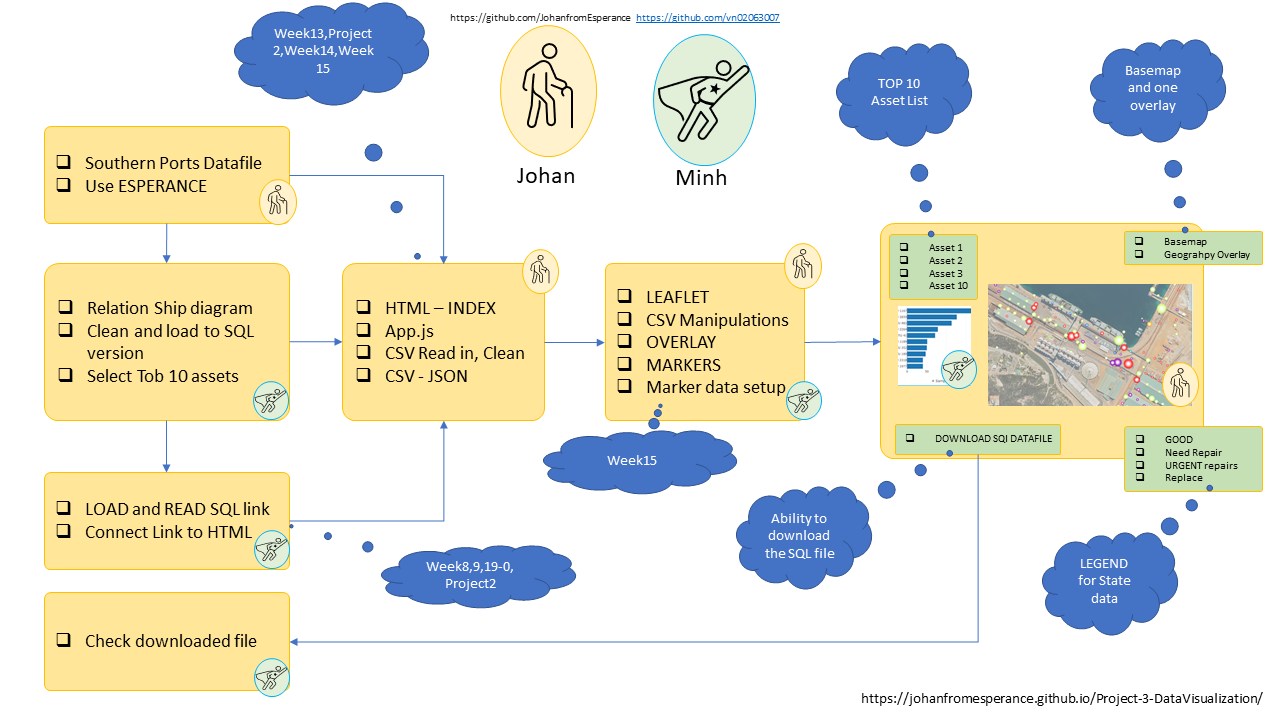 https://github.com/JohanfromEsperance https://github.com/vn02063007
Week13,Project
2,Week14,Week
15
Johan
Minh
TOP 10
Asset List
Basemap
and one
overlay
Southern Ports Datafile
Use ESPERANCE
Relation Ship diagram
Clean and load to SQL
version
Select Tob 10 assets
HTML – INDEX
App.js
CSV Read in, Clean
CSV - JSON
LEAFLET
CSV Manipulations
OVERLAY
MARKERS
Marker data setup
Asset 1
Asset 2
Asset 3
Asset 10
Basemap
Geograhpy Overlay
DOWNLOAD SQl DATAFILE
GOOD
Need Repair
URGENT repairs
Replace
Week15
LOAD and READ SQL link
Connect Link to HTML
Week8,9,19-0,
Project2
Ability to
download
the SQL file
LEGEND
for State
data
Check downloaded file
https://johanfromesperance.github.io/Project-3-DataVisualization/